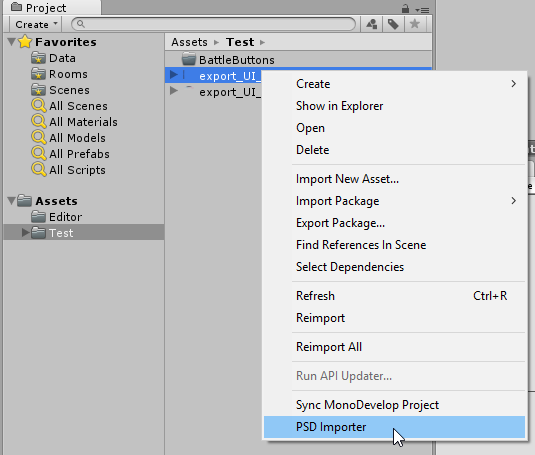 Project
Create
Favorites
Data
Rooms
Scenes
All Scenes
All Materials
All Models
All Prefabs
All Scripts
Assets
Editor
Test
Assets Test
BattleButtons
export_UI_
export_UI_
Create
Show in Explorer
Open
Delete
Import New Asset...
Import Package
Export Package...
Find References In Scene
Select Dependencies
Refresh Ctrl+R
Reimport
Reimport All
Run API Updater...
Sync MonoDevelop Project
PSD Importer